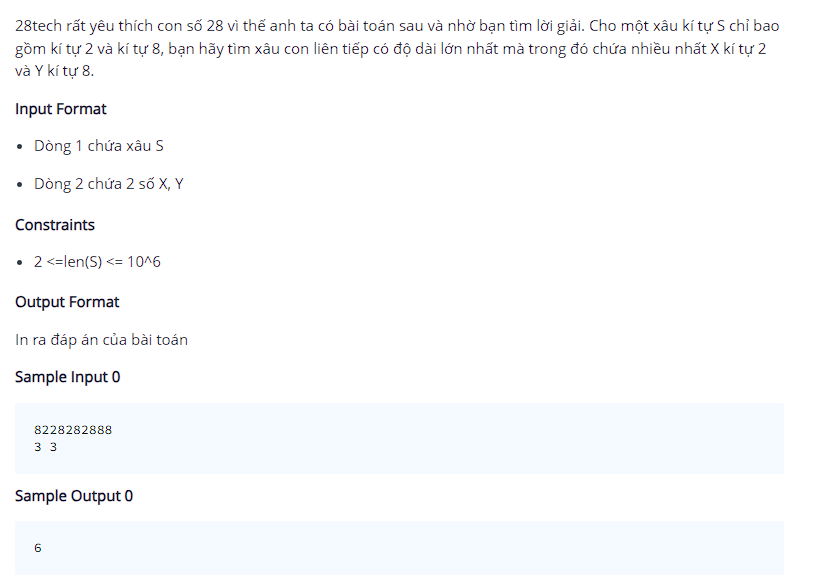 28tech rất yêu thích con số 28 vì thế anh ta có bài toán sau và nhờ bạn tìm lời giải. Cho một xâu kí tự S chỉ bao
gồm kí tự 2 và kí tự 8, bạn hãy tìm xâu con liên tiếp có độ dài lớn nhất mà trong đó chứa nhiều nhất X kí tự 2
và Y kí tự 8.
Input Format
• Dòng 1 chứa xâu S
• Dòng 2 chứa 2 số X, Y
Constraints
• 2 <=len(S) <= 10^6
Output Format
In ra đáp án của bài toán
Sample Input 0
8228282888
3 3
Sample Output 0
6